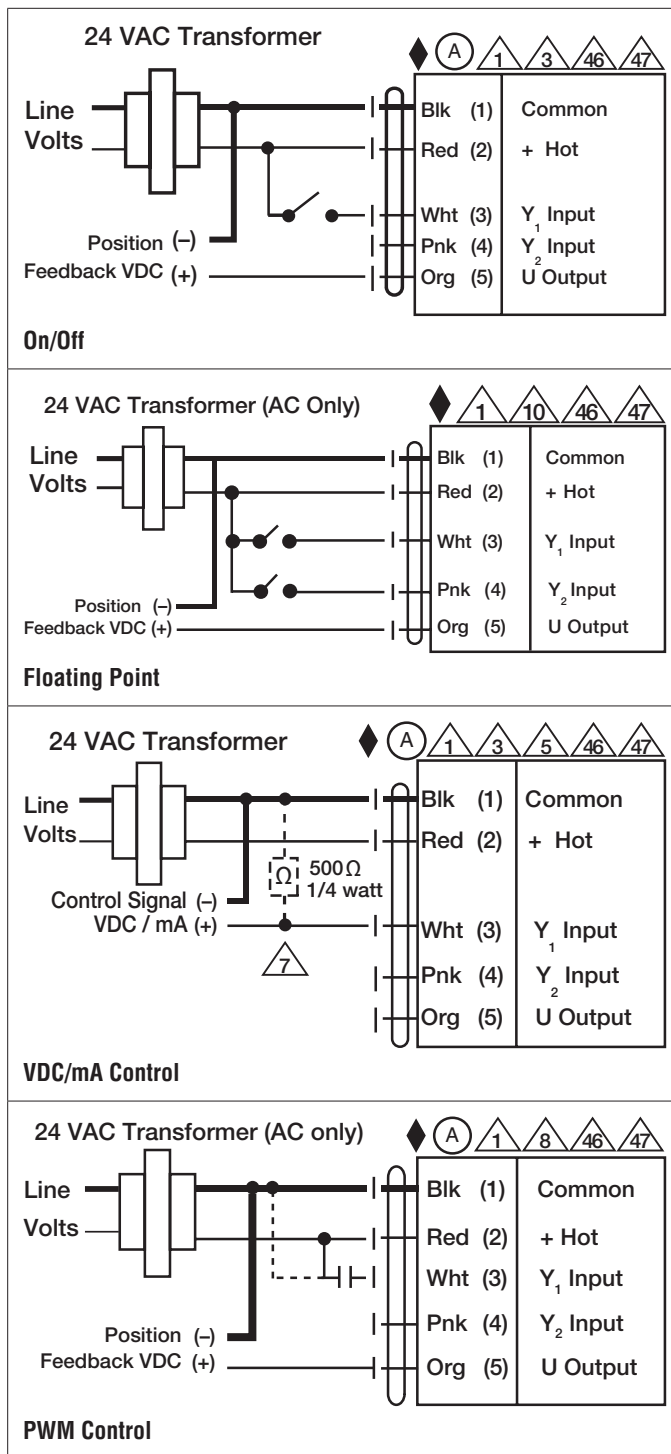 24 VAC Transformer
A 1 3 46 47
Line
Volts
Blk (1) Common
Red (2) + Hot
Wht (3) Y1 Input
Position (–)
Pnk (4) Y2 Input
Feedback VDC (+)
Org (5) U Output
On/Off
24 VAC Transformer (AC Only)
1 10 46 47
Line
Volts
Blk (1) Common
Red (2) + Hot
Wht (3) Y1 Input
Pnk (4) Y2 Input
Position (–)
Feedback VDC (+)
Org (5) U Output
Floating Point
24 VAC Transformer
A 1 3 5 46 47
Line
Volts
Blk (1) Common
Red (2) + Hot
Ω 500Ω
1/4 watt
Control Signal (–)
VDC / mA (+)
Wht (3) Y1 Input
7
Pnk (4) Y2 Input
Org (5) U Output
VDC/mA Control
24 VAC Transformer (AC only)
A 1 8 46 47
Line
Volts
Blk (1) Common
Red (2) + Hot
Wht (3) Y1 Input
Pnk (4) Y2 Input
Position (–)
Feedback VDC (+)
Org (5) U Output
PWM Control